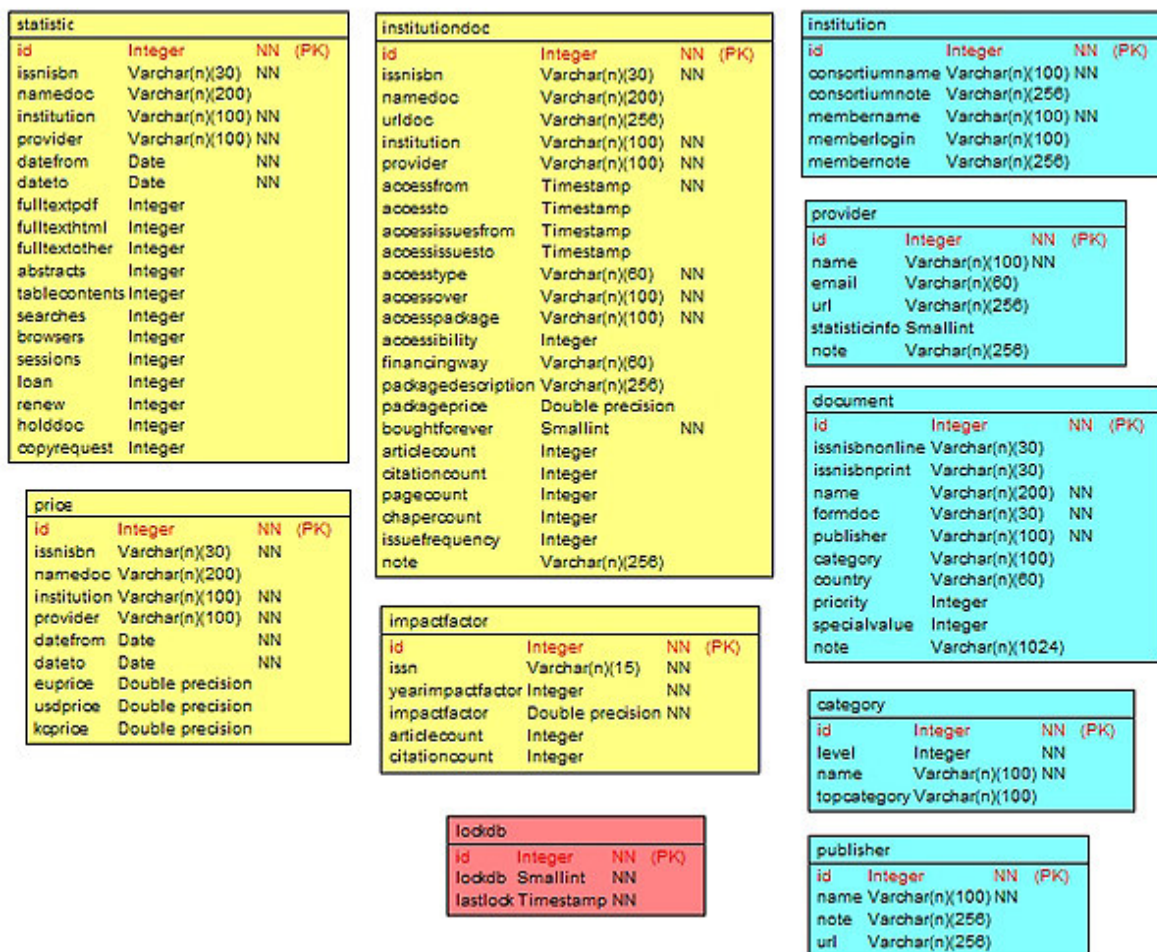 statistic
id Integer NN (PK)
issnisbn Varchar(n)(30) NN
namedoc Varchar(n)(200)
institution Varchar(n)(100) NN
provider Varchar(n)(100) NN
datefrom Date NN
dateto Date NN
fulltextpdf Integer
fulltexthtml Integer
fulltextother Integer
abstracts Integer
tablecontents Integer
searches Integer
browsers Integer
sessions Integer
loan Integer
renew Integer
holddoc Integer
copyrequest Integer
price
id Integer NN (PK)
issnisbn Varchar(n)(30) NN
namedoc Varchar(n)(200)
institution Varchar(n)(100) NN
provider Varchar(n)(100) NN
datefrom Date NN
dateto Date NN
euprice Double precision
usdprice Double precision
kcprice Double precision
institutiondoc
id Integer NN (PK)
issnisbn Varchar(n)(30) NN
namedoc Varchar(n)(200)
urldoc Varchar(n)(256)
institution Varchar(n)(100) NN
provider Varchar(n)(100) NN
accessfrom Timestamp NN
accessto Timestamp
accessissuesfrom Timestamp
accessissuesto Timestamp
accesstype Varchar(n)(60) NN
accessover Varchar(n)(100) NN
accesspackage Varchar(n)(100) NN
accessibility Integer
financingway Varchar(n)(60)
packagedescription Varchar(n)(256)
packageprice Double precision
boughtforever Smallint NN
articlecount Integer
citationcount Integer
pagecount Integer
chapercount Integer
issuefrequency Integer
note Varchar(n)(256)
impactfactor
id Integer NN (PK)
issn Varchar(n)(15) NN
yearimpactfactor Integer NN
impactfactor Double precision NN
articlecount Integer
citationcount Integer
lockdb
id Integer NN (PK)
lockdb Smallint NN
lastlock Timestamp NN
institution
id Integer NN (PK)
consortiumname Varchar(n)(100) NN
consortiumnote Varchar(n)(256)
membername Varchar(n)(100) NN
memberlogin Varchar(n)(100)
membernote Varchar(n)(256)
provider
id Integer NN (PK)
name Varchar(n)(100) NN
email Varchar(n)(60)
url Varchar(n)(256)
statisticinfo Smallint
note Varchar(n)(256)
document
id Integer NN (PK)
issnisbnonline Varchar(n)(30)
issnisbnprint Varchar(n)(30)
name Varchar(n)(200) NN
formdoc Varchar(n)(30) NN
publisher Varchar(n)(100) NN
category Varchar(n)(100)
country Varchar(n)(60)
priority Integer
specialvalue Integer
note Varchar(n)(1024)
category
id Integer NN (PK)
level Integer NN
name Varchar(n)(100) NN
topcategory Varchar(n)(100)
publisher
id Integer NN (PK)
name Varchar(n)(100) NN
note Varchar(n)(256)
url Varchar(n)(256)